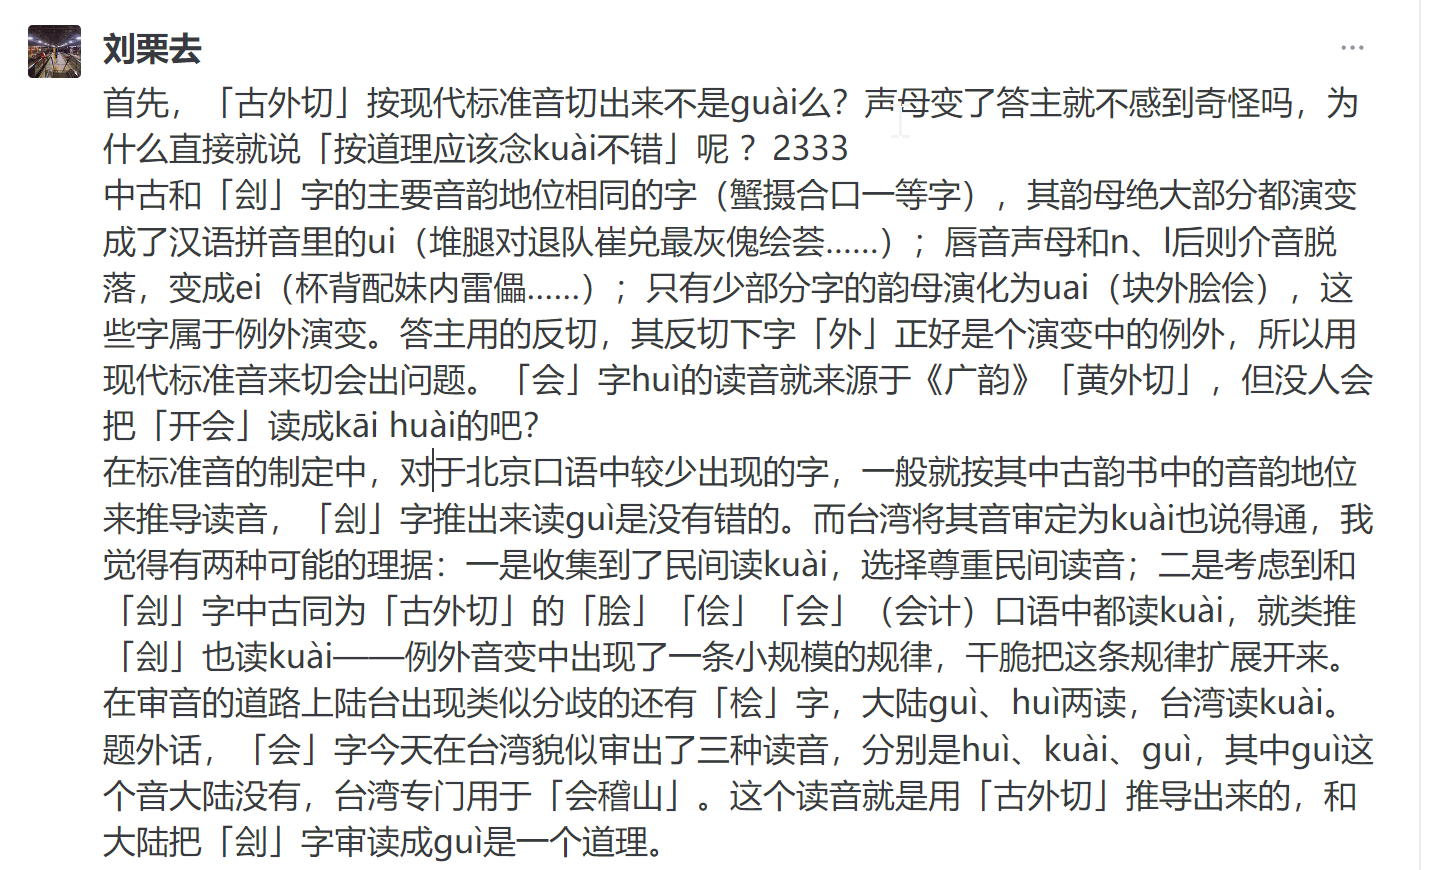 刘栗去
首先，「古外切」按现代标准音切出来不是guài么？声母变了答主就不感到奇怪吗，为
什么直接就说「按道理应该念kuài不错」呢 ？2333
中古和「刽」字的主要音韵地位相同的字（蟹摄合口一等字），其韵母绝大部分都演变
成了汉语拼音里的ui（堆腿对退队崔兑最灰傀绘荟……）；唇音声母和n、l后则介音脱
落，变成ei（杯背配妹内雷儡……）；只有少部分字的韵母演化为uai（块外脍侩），这
些字属于例外演变。答主用的反切，其反切下字「外」正好是个演变中的例外，所以用
现代标准音来切会出问题。「会」字huì的读音就来源于《广韵》「黄外切」，但没人会
把「开会」读成kāi huài的吧？
在标准音的制定中，对于北京口语中较少出现的字，一般就按其中古韵书中的音韵地位
来推导读音，「刽」字推出来读guì是没有错的。而台湾将其音审定为kuài也说得通，我
觉得有两种可能的理据：一是收集到了民间读kuài，选择尊重民间读音；二是考虑到和
「刽」字中古同为「古外切」的「脍」「侩」「会」（会计）口语中都读kuài，就类推
「刽」也读kuài——例外音变中出现了一条小规模的规律，干脆把这条规律扩展开来。
在审音的道路上陆台出现类似分歧的还有「桧」字，大陆guì、huì两读，台湾读kuài。
题外话，「会」字今天在台湾貌似审出了三种读音，分别是huì、kuài、guì，其中guì这
个音大陆没有，台湾专门用于「会稽山」。这个读音就是用「古外切」推导出来的，和
大陆把「刽」字审读成guì是一个道理。